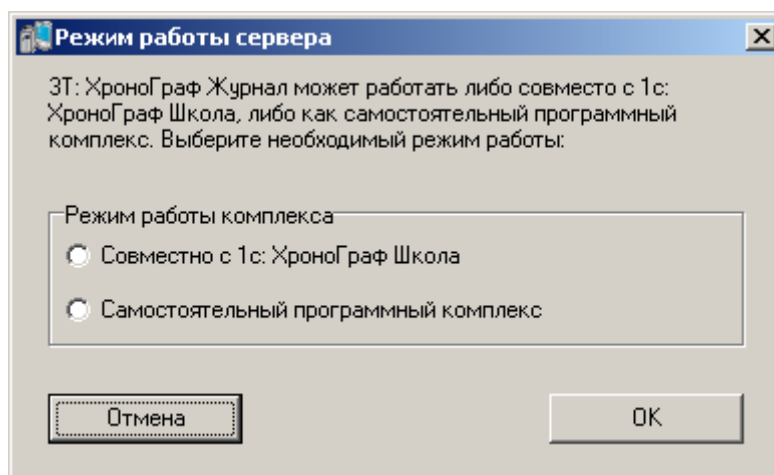 Режим работы сервера
3Т: ХроноГраф Журнал может работать либо совместо с 1с:
ХроноГраф Школа, либо как самостоятельный программный
комплекс. Выберите необходимый режим работы:
Режим работы комплекса
Совместно с 1с: ХроноГраф Школа
Самостоятельный программный комплекс
Отмена
OK